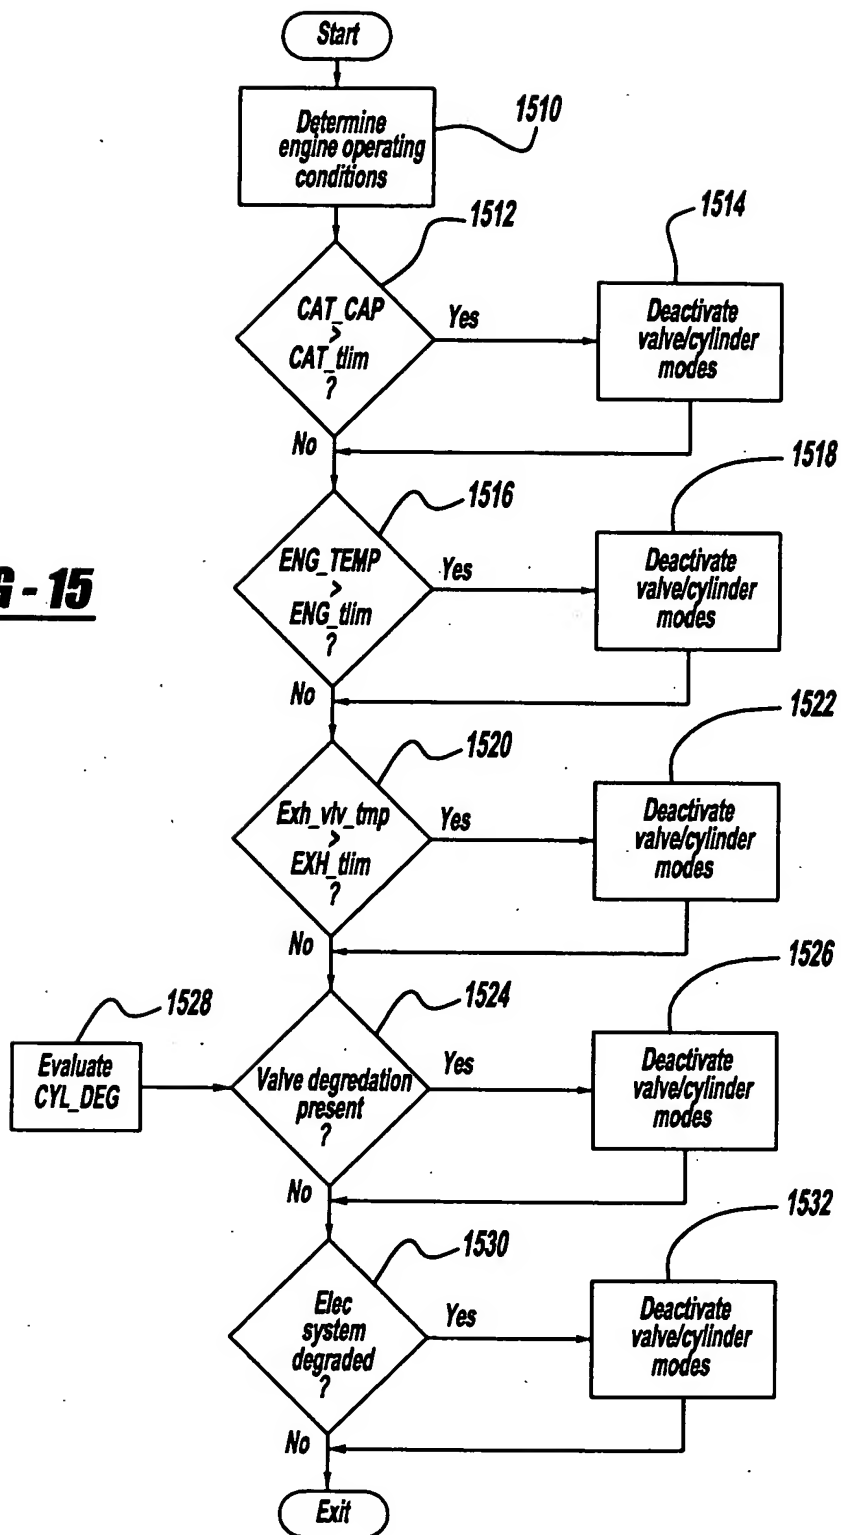 Start
Determine
engine operating
conditions
1510
1512
CAT_CAP
>
CAT_tlim
?
Yes
1514
Deactivate
valve/cylinder
modes
No
1516
ENG_TEMP
>
ENG_tlim
?
Yes
1518
Deactivate
valve/cylinder
modes
No
G - 15
1520
Exh_vlv_tmp
>
EXH_tlim
?
Yes
1522
Deactivate
valve/cylinder
modes
No
1528
Evaluate
CYL_DEG
1524
Valve degredation
present
?
Yes
1526
Deactivate
valve/cylinder
modes
No
1530
Elec
system
degraded
?
Yes
1532
Deactivate
valve/cylinder
modes
No
Exit